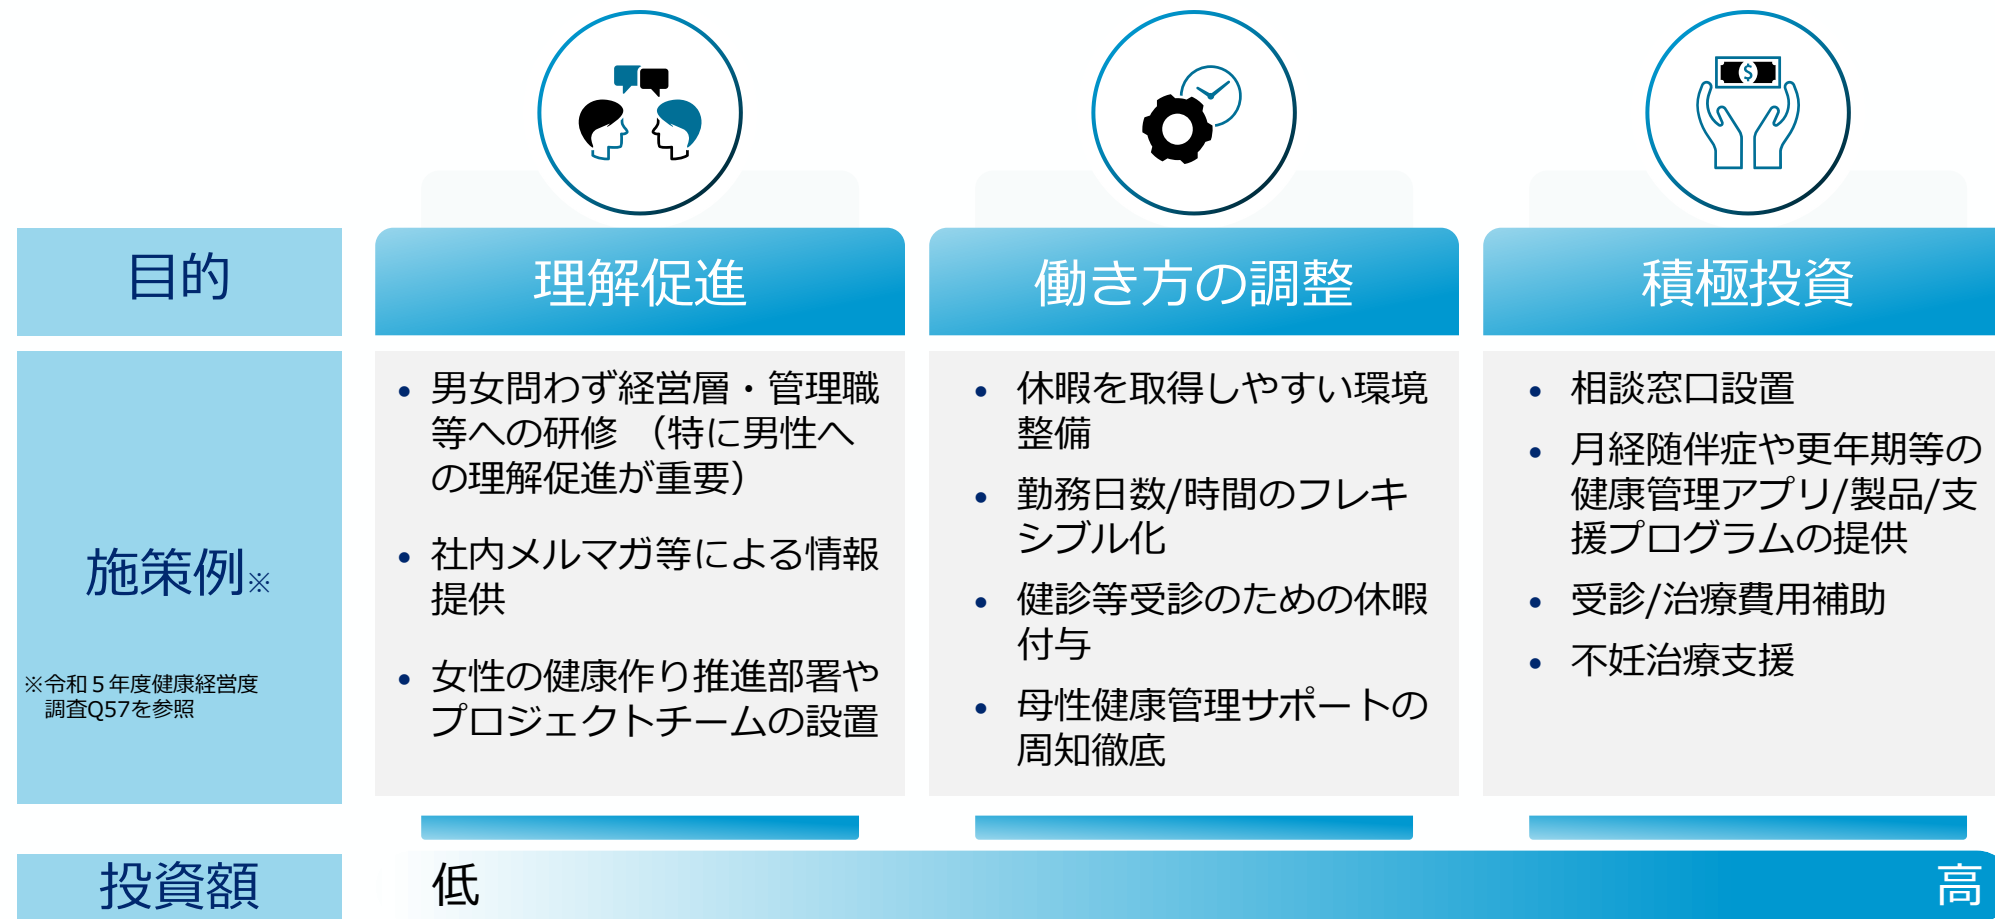 目的
理解促進
働き方の調整
積極投資
施策例※
※令和５年度健康経営度
調査Q57を参照
• 男女問わず経営層・管理職
等への研修 （特に男性へ
の理解促進が重要）
• 社内メルマガ等による情報
提供
• 女性の健康作り推進部署や
プロジェクトチームの設置
• 休暇を取得しやすい環境
整備
• 勤務日数/時間のフレキ
シブル化
• 健診等受診のための休暇
付与
• 母性健康管理サポートの
周知徹底
• 相談窓口設置
• 月経随伴症や更年期等の
健康管理アプリ/製品/支
援プログラムの提供
• 受診/治療費用補助
• 不妊治療支援
投資額
低
高